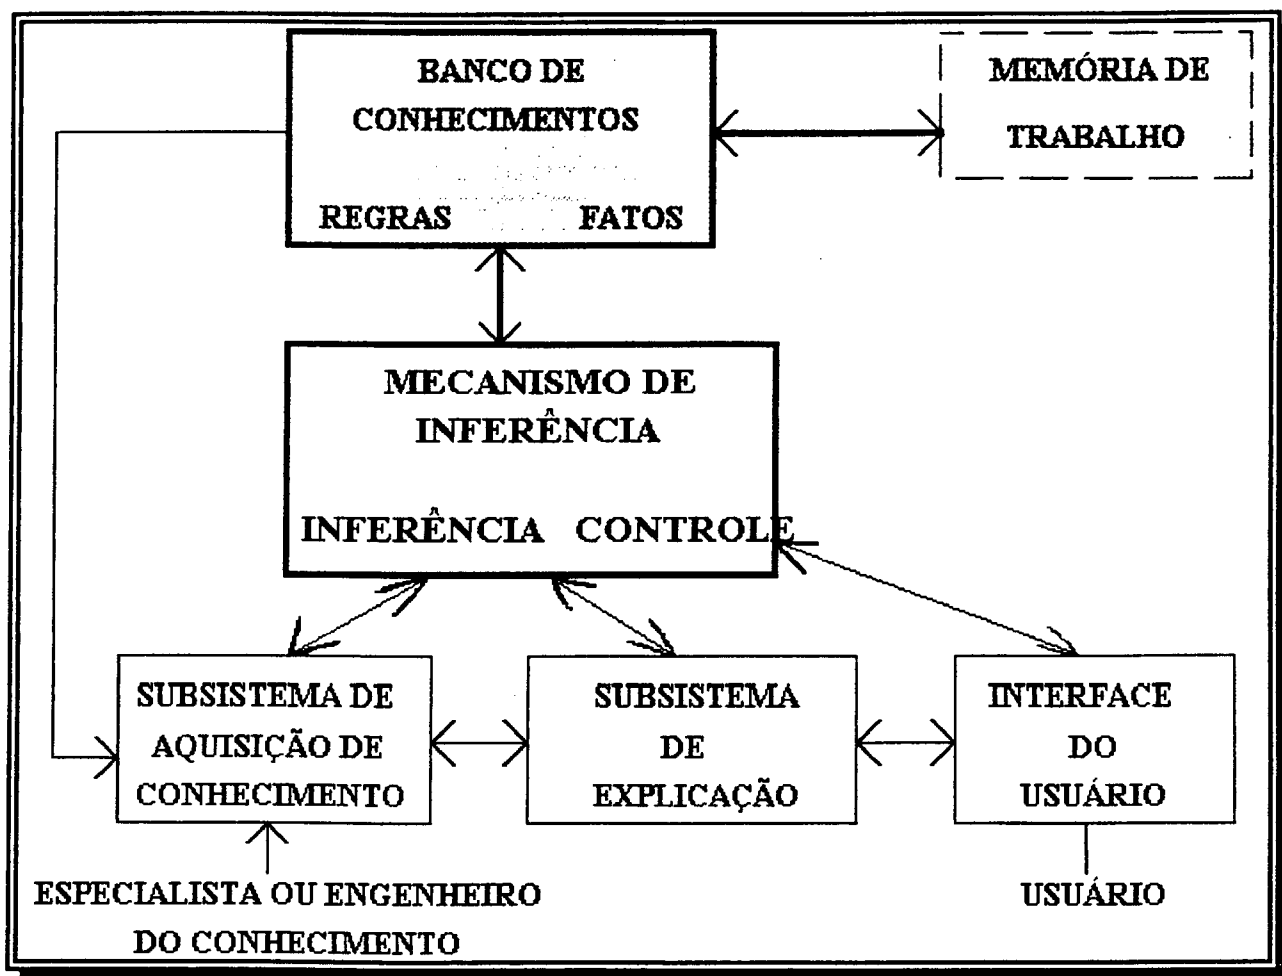 BANCO DE
CONHECIMENTOS
REGRAS FATOS
MEMÓRIA DE
TRABALHO
MECANISMO DE
INFERÊNCIA
INFERÊNCIA CONTROLE
SUBSISTEMA DE
AQUISIÇÃO DE
CONHECIMENTO
SUBSISTEMA
DE
EXPLICAÇÃO
INTERFACE
DO
USUÁRIO
ESPECIALISTA OU ENGENHEIRO
DO CONHECIMENTO
USUÁRIO